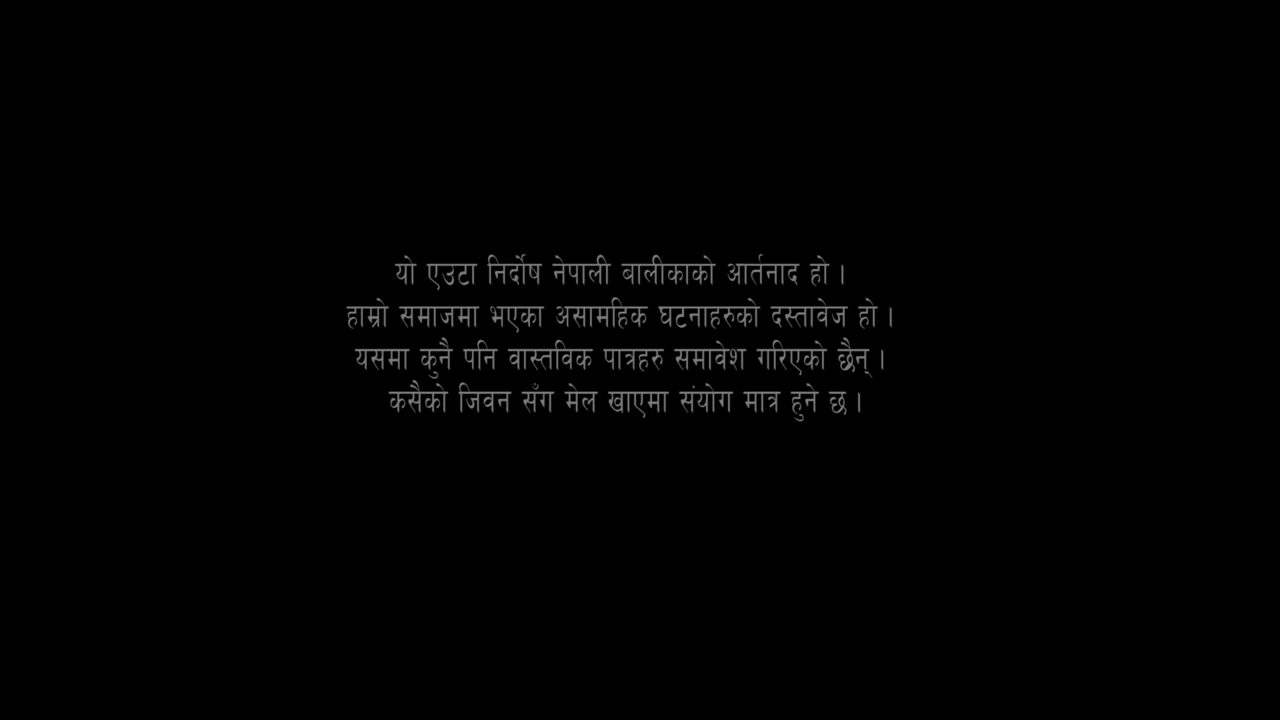 यो एउटा निर्दोष नेपाली बालीकाको आर्तनाद हो ।
हाम्रो समाजमा भएका असामहिक घटनाहरुको दस्तावेज हो ।
यसमा कुनै पनि वास्तविक पात्रहरु समावेश गरिएको छैन् ।
कसैको जिवन सँग मेल खाएमा संयोग मात्र हुने छ ।